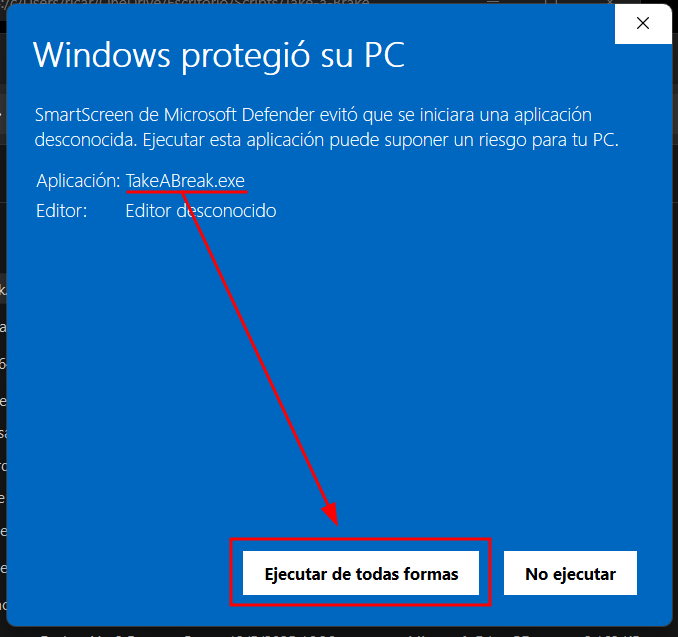 Windows protegió su PC
SmartScreen de Microsoft Defender evitó que se iniciara una aplicación
desconocida. Ejecutar esta aplicación puede suponer un riesgo para tu PC.
Aplicación: TakeABreak.exe
Editor: Editor desconocido
Ejecutar de todas formas No ejecutar